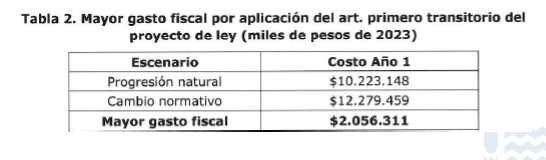 Tabla 2. Mayor gasto fiscal por aplicación del art. primero transitorio del
proyecto de ley (miles de pesos de 2023)
Escenario Costo Año 1
Progresión natural $10.223.148
Cambio normativo $12.279.459
Mayor gasto fiscal $2.056.311